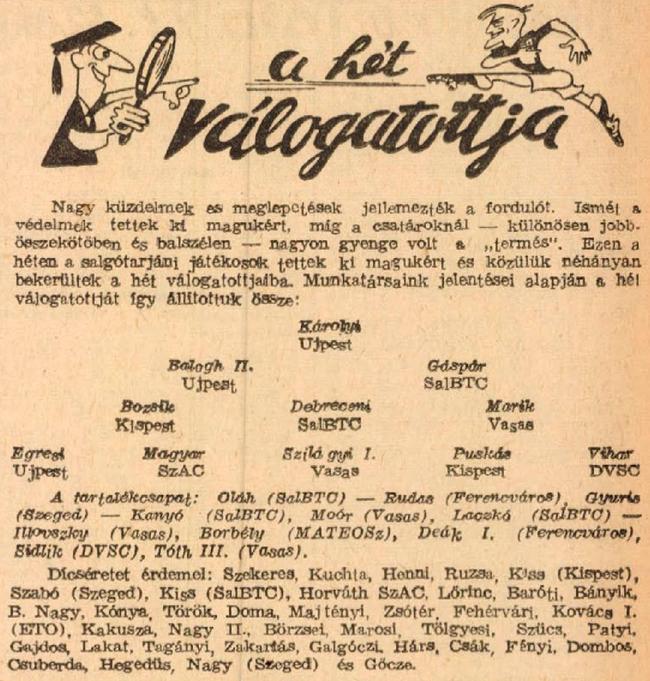 a hét
Válogatottja
Nagy küzdelmek es meglepetések jellemezték a fordulót. Ismét a
védelmek tettek ki magukért, míg a csatároknál — különösen jobb-
összekötőben és balszélen — nagyon gyenge volt a „termés“. Ezen a
héten a salgótarjáni játékosok tettek ki magukért és közülük néhányan
bekerültek a hét válogatottjaiba. Munkatársaink jelentései alapján a hét
válogatottját így állítottuk össze:
Károlyi
Ujpest
Balogh II. Gáspár
Ujpest SalBTC
Bozsik Debreceni Marik
Kispest SalBTC Vasas
Egresi Magyar Szilágyi I. Puskás Vihar
Ujpest SzAC Vasas Kispest DVSC
A tartalékcsapat: Oláh (SalBTC) — Rudas (Ferencváros), Gyuris
(Szeged) — Kanyó (SalBTC), Moór (Vasas), Laczkó (SalBTC) —
Illovszky (Vasas), Borbély (MATEOSz), Deák I. (Ferencváros),
Sidlik (DVSC), Tóth III. (Vasas).
Dicséretet érdemel: Szekeres, Kuchta, Henni, Ruzsa, Kiss (Kispest),
Szabó (Szeged), Kiss (SalBTC), Horváth SzAC, Lőrinc, Baróti, Bányik,
B. Nagy, Kónya, Török, Doma, Majtényi, Zsótér, Fehérvári, Kovács I.
(ETO), Kakusza, Nagy II., Börzsei, Marosi, Tölgyesi, Szücs, Patyi,
Gajdos, Lakat, Tagányi, Zakariás, Galgóczi, Hárs, Csák, Fényi, Dombos,
Csuberda, Hegedüs, Nagy (Szeged) és Göcze.